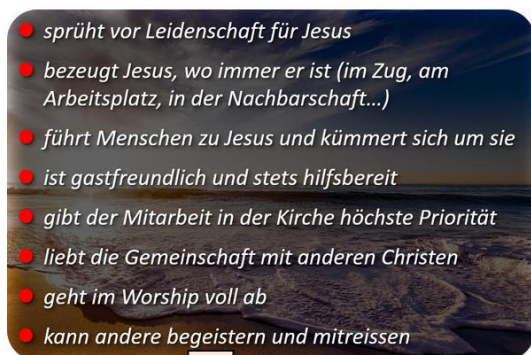 ● sprüht vor Leidenschaft für Jesus
● bezeugt Jesus, wo immer er ist (im Zug, am
Arbeitsplatz, in der Nachbarschaft...)
● führt Menschen zu Jesus und kümmert sich um sie
● ist gastfreundlich und stets hilfsbereit
● gibt der Mitarbeit in der Kirche höchste Priorität
● liebt die Gemeinschaft mit anderen Christen
● geht im Worship voll ab
● kann andere begeistern und mitreissen